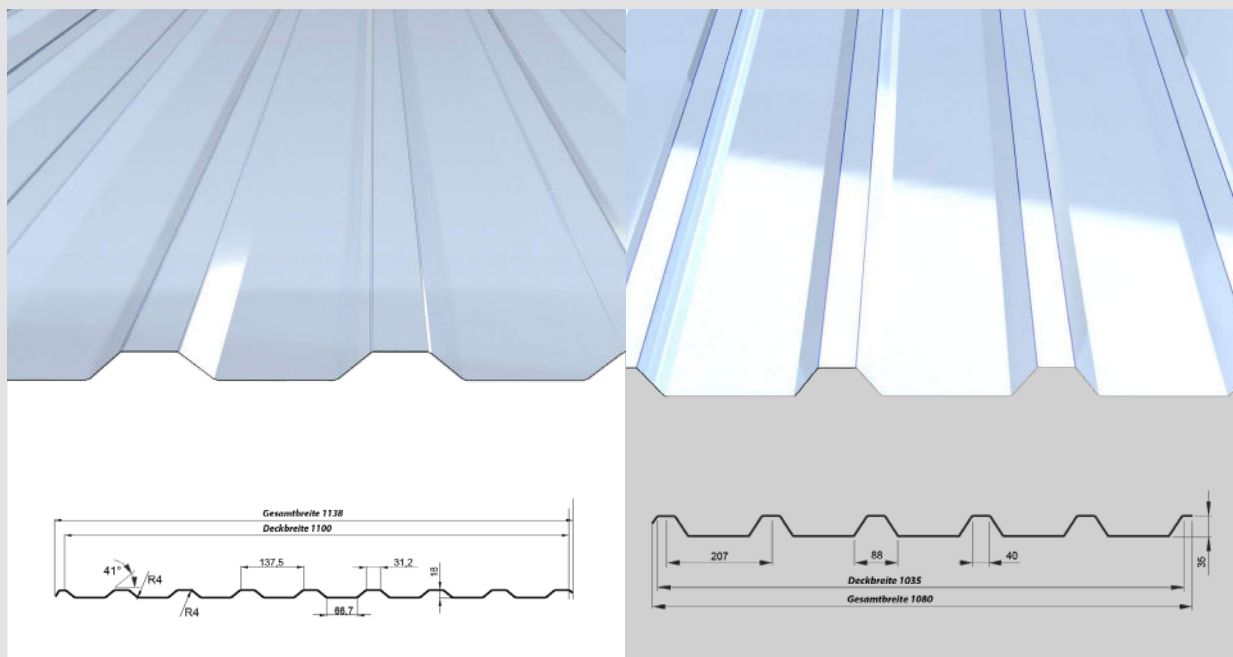 Gesamtbreite 1138
Deckbreite 1100
41°
R4
137,5
31,2
18
R4
66,7
207
88
40
35
Deckbreite 1035
Gesamtbreite 1080